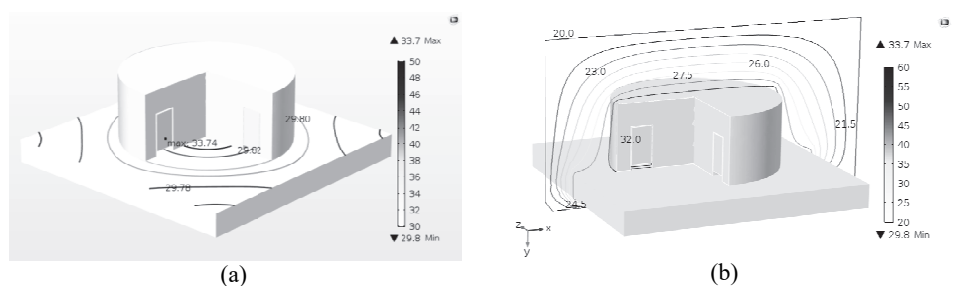 ▲ 33.7 Max
50
48
46
44
42
40
38
36
34
32
30
▼ 29.8 Min
29.80
max: 33.74
29.78
(a)
▲ 33.7 Max
60
55
50
45
40
35
30
25
20
▼ 29.8 Min
20.0
23.0
26.0
27.5
21.5
32.0
24.5
z
x
y
(b)